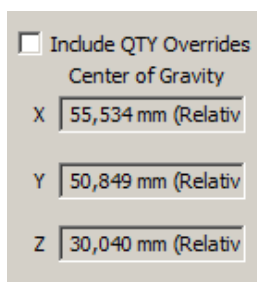 Include QTY Overrides
Center of Gravity
X 55,534 mm (Relativ
Y 50,849 mm (Relativ
Z 30,040 mm (Relativ